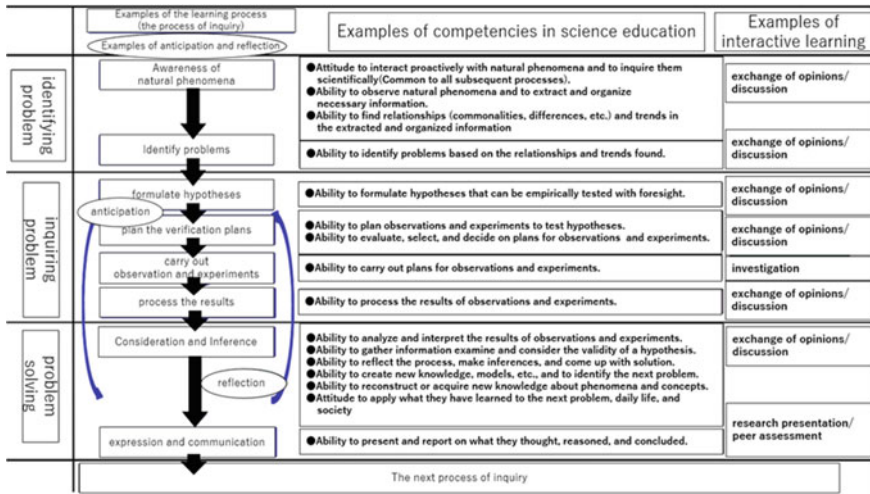 Examples of the learning process
(the process of inquiry)
Examples of anticipation and reflection
Examples of competencies in science education
Examples of
interactive learning
identifying
problem
Awareness of
natural phenomena
●Attitude to interact proactively with natural phenomena and to inquire them
scientifically(Common to all subsequent processes).
●Ability to observe natural phenomena and to extract and organize
necessary information.
●Ability to find relationships (commonalities, differences, etc.) and trends in
the extracted and organized information
exchange of opinions/
discussion
Identify problems
●Ability to identify problems based on the relationships and trends found.
exchange of opinions/
discussion
inquiring
problem
formulate hypotheses
●Ability to formulate hypotheses that can be empirically tested with foresight.
exchange of opinions/
discussion
anticipation
plan the verification plans
●Ability to plan observations and experiments to test hypotheses.
●Ability to evaluate, select, and decide on plans for observations and experiments.
exchange of opinions/
discussion
carry out
observation and experiments
●Ability to carry out plans for observations and experiments.
investigation
process the results
●Ability to process the results of observations and experiments.
exchange of opinions/
discussion
problem
solving
Consideration and Inference
●Ability to analyze and interpret the results of observations and experiments.
●Ability to gather information examine and consider the validity of a hypothesis.
●Ability to reflect the process, make inferences, and come up with solution.
●Ability to create new knowledge, models, etc., and to identify the next problem.
●Ability to reconstruct or acquire new knowledge about phenomena and concepts.
●Attitude to apply what they have learned to the next problem, daily life, and
society
exchange of opinions/
discussion
reflection
expression and communication
●Ability to present and report on what they thought, reasoned, and concluded.
research presentation/
peer assessment
The next process of inquiry